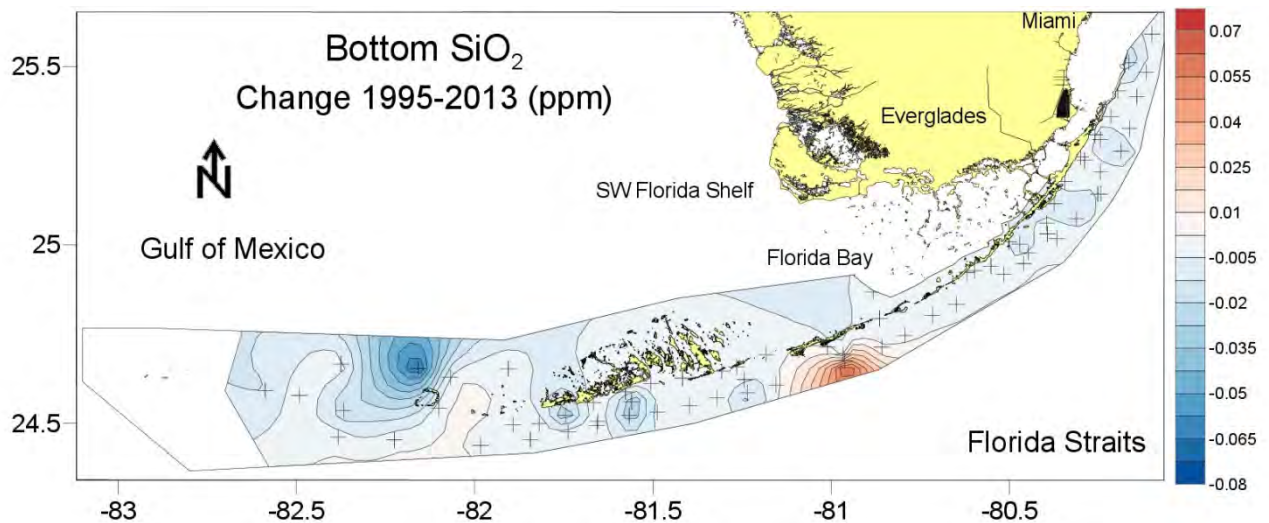 Bottom SiO₂
Change 1995-2013 (ppm)
N
Miami
Everglades
SW Florida Shelf
Gulf of Mexico
Florida Bay
Florida Straits
25.5
25
24.5
-83
-82.5
-82
-81.5
-81
-80.5
0.07
0.055
0.04
0.025
0.01
-0.005
-0.02
-0.035
-0.05
-0.065
-0.08